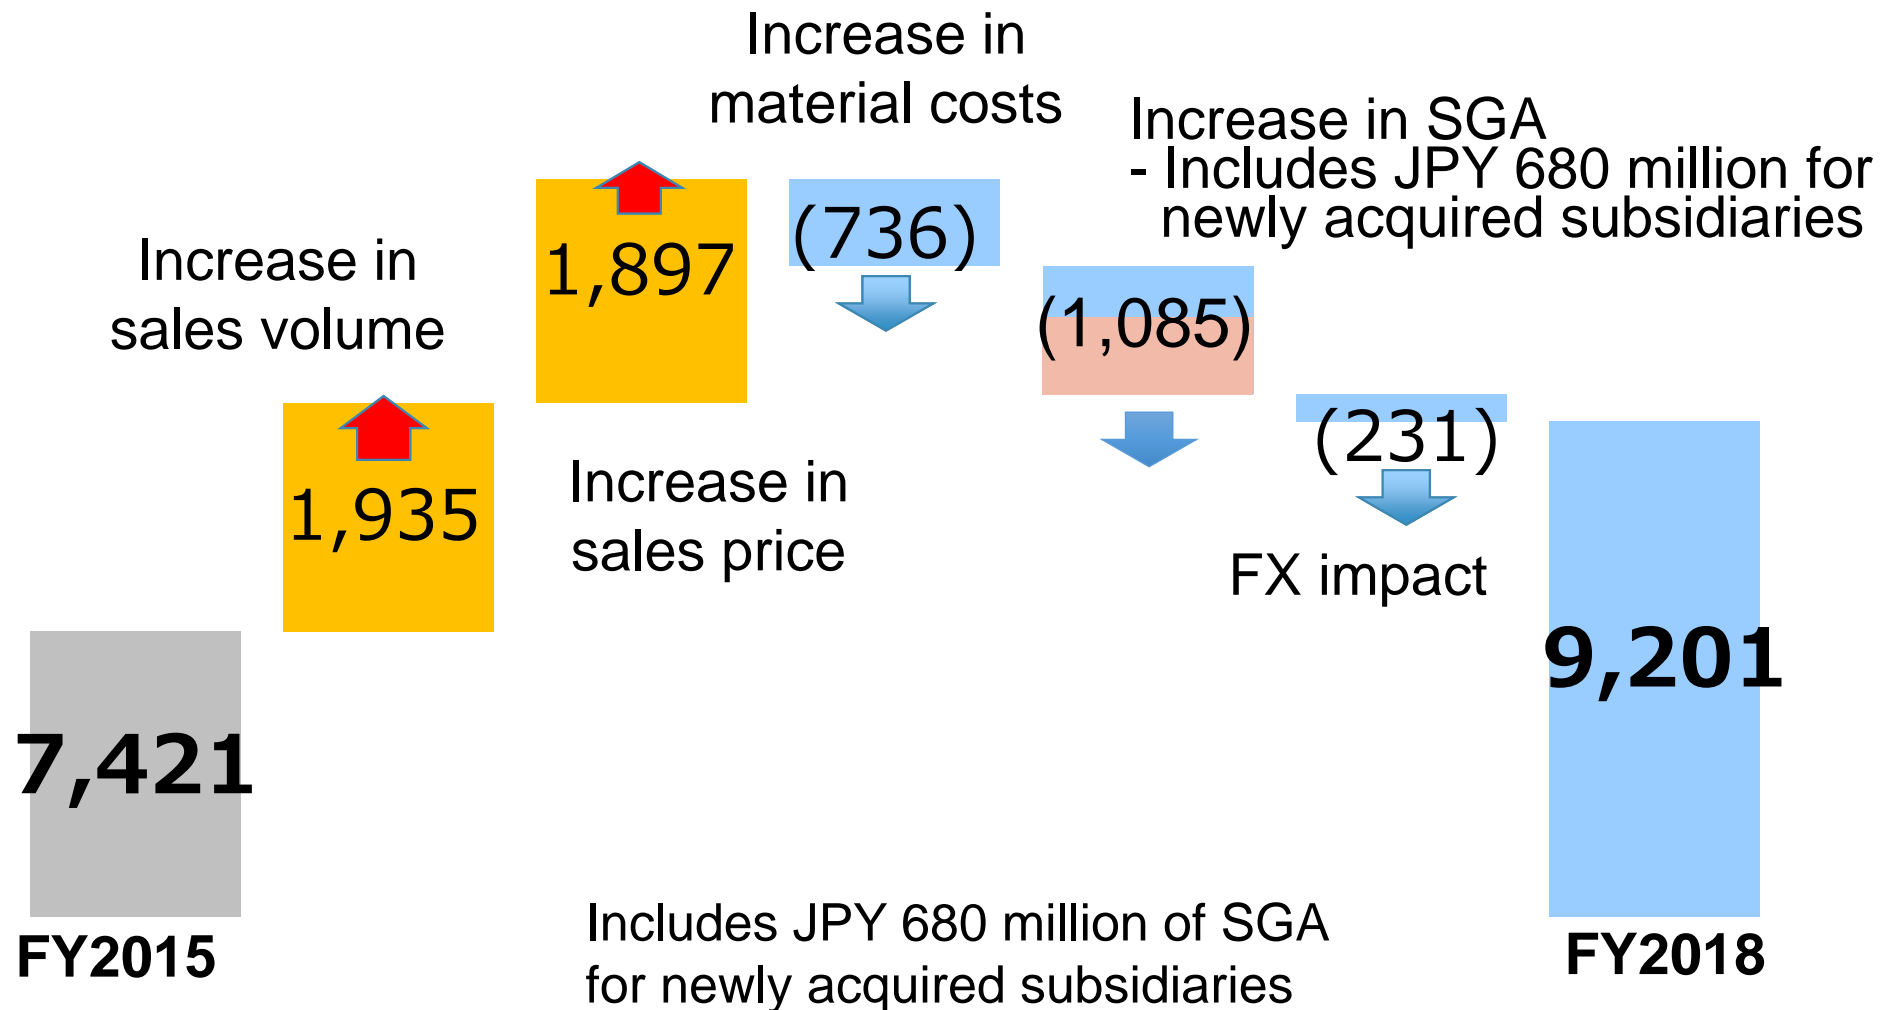 Increase in
material costs
Increase in SGA
- Includes JPY 680 million for
newly acquired subsidiaries
Increase in
sales volume
1,897
(736)
(1,085)
(231)
1,935
Increase in
sales price
FX impact
7,421
9,201
FY2015
FY2018
Includes JPY 680 million of SGA
for newly acquired subsidiaries